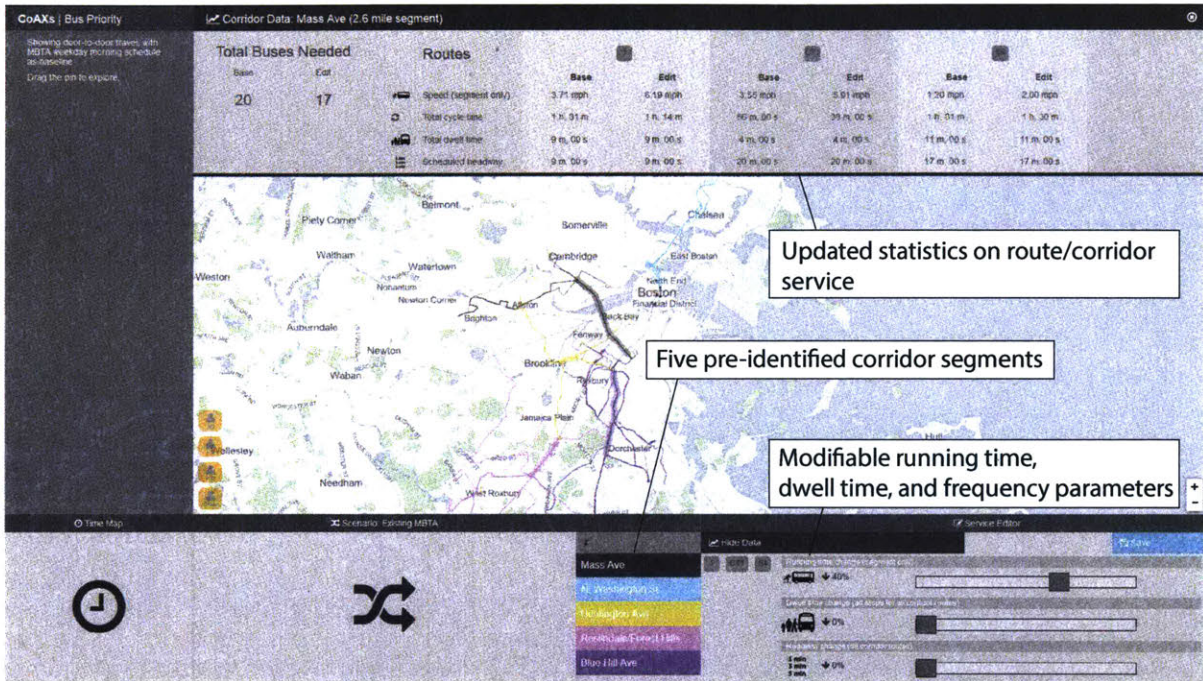 CoAXs | Bus Priority
Showing door-to-door travel with
MBTA weekday morning schedule
as baseline
Drag the pin to explore.
Corridor Data: Mass Ave (2.6 mile segment)
Total Buses Needed
Base Edit
20 17
Routes
Base Edit Base Edit Base Edit
Speed (segment only) 3.71 mph 6.19 mph 3.55 mph 5.91 mph 1.20 mph 2.00 mph
Total cycle time 1 h. 01 m 1 h. 30 m
Total dwell time 9 m. 00 s 9 m. 00 s 4 m. 00 s 4 m. 00 s 11 m. 00 s 11 m. 00 s
Scheduled headway 9 m. 00 s 9 m. 00 s 20 m. 00 s 20 m. 00 s 17 m. 00 s 17 m. 00 s
Belmont
Piety Corner
Somerville
Chelsea
Waltham
Watertown
Cambridge
East Boston
Weston
Nonantum
North End
Newton Corner
Allston
Boston
Financial District
Brighton
Back Bay
Auburndale
Fenway
Newton
Brookline
Waban
Roxbury
Jamaica Plain
Wellesley
Dorchester
Hull
Needham
West Roxbury
Updated statistics on route/corridor
service
Five pre-identified corridor segments
Modifiable running time,
dwell time, and frequency parameters
+
−
Time Map
Scenario: Existing MBTA
Service Editor
Hide Data
Save
Mass Ave
N. Washington St
Huntington Ave
Roslindale/Forest Hills
Blue Hill Ave
40%
0%
0%